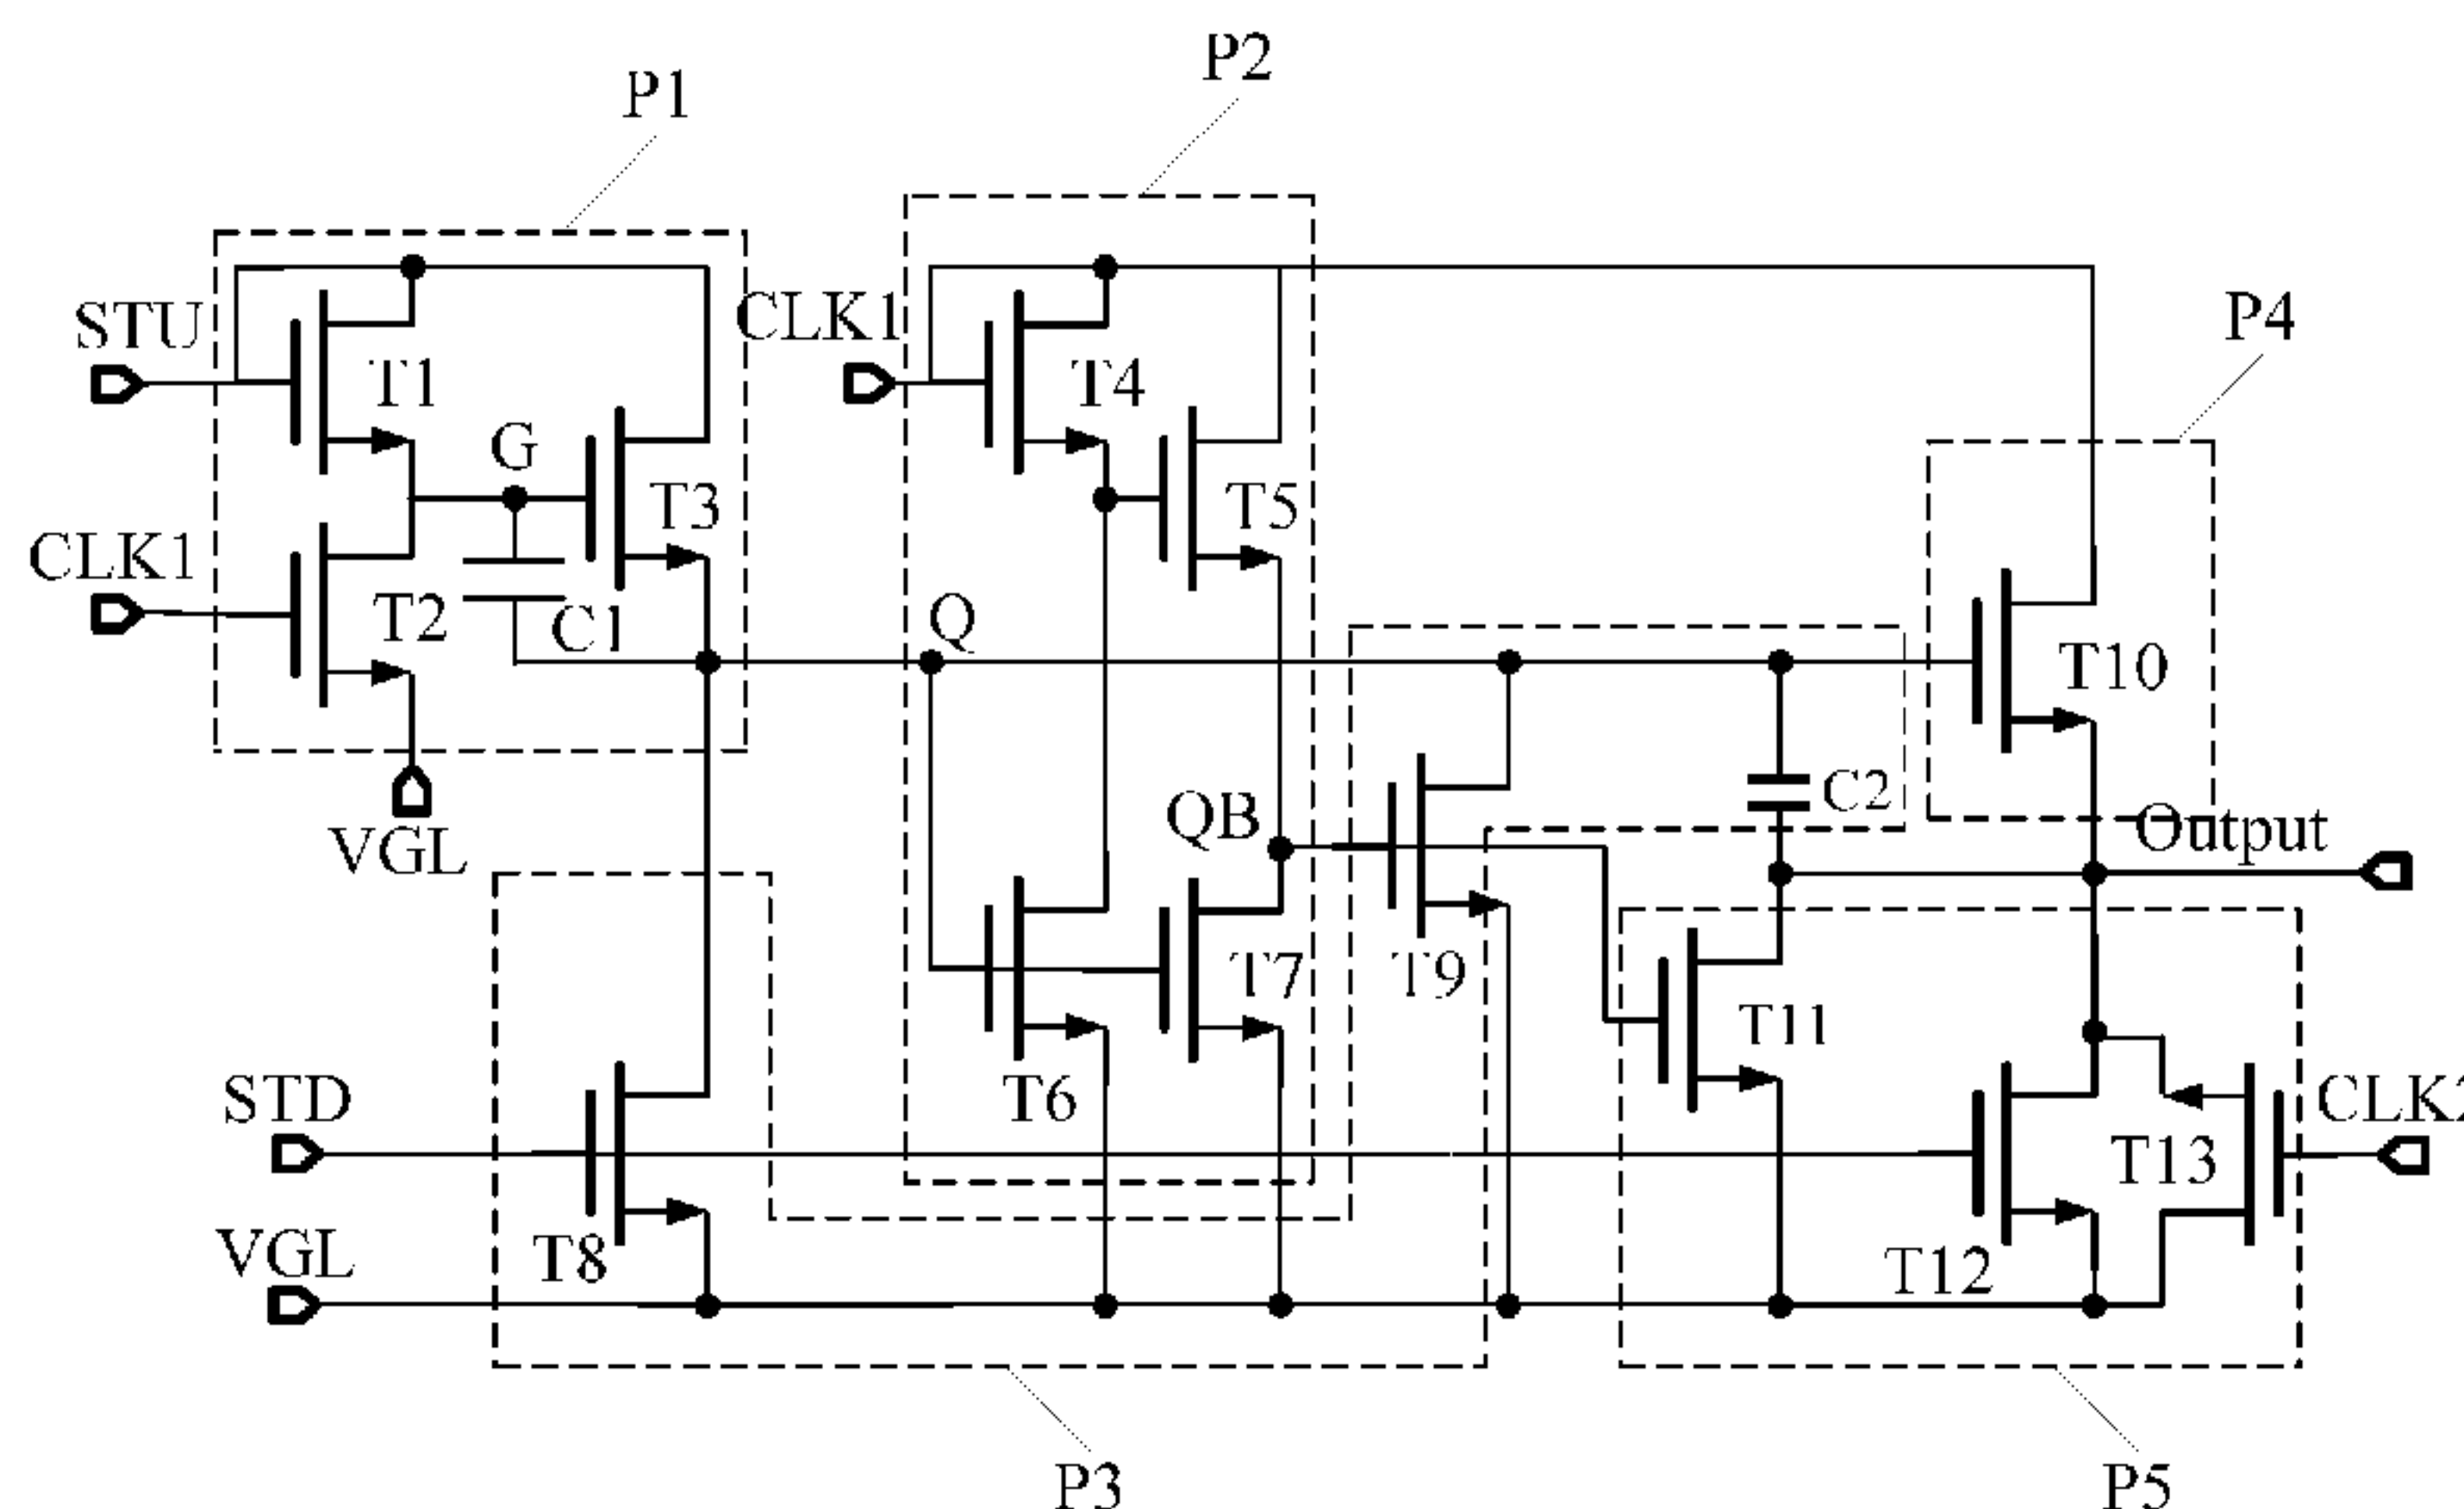 P2
P1
P4
STU
CLK1
T1
T4
G
T3
T5
CLK1
T2
C1
Q
T10
C2
QB
Output
VGL
T9
T7
T11
T6
STD
CLK2
T13
VGL
T8
T12
P3
P5